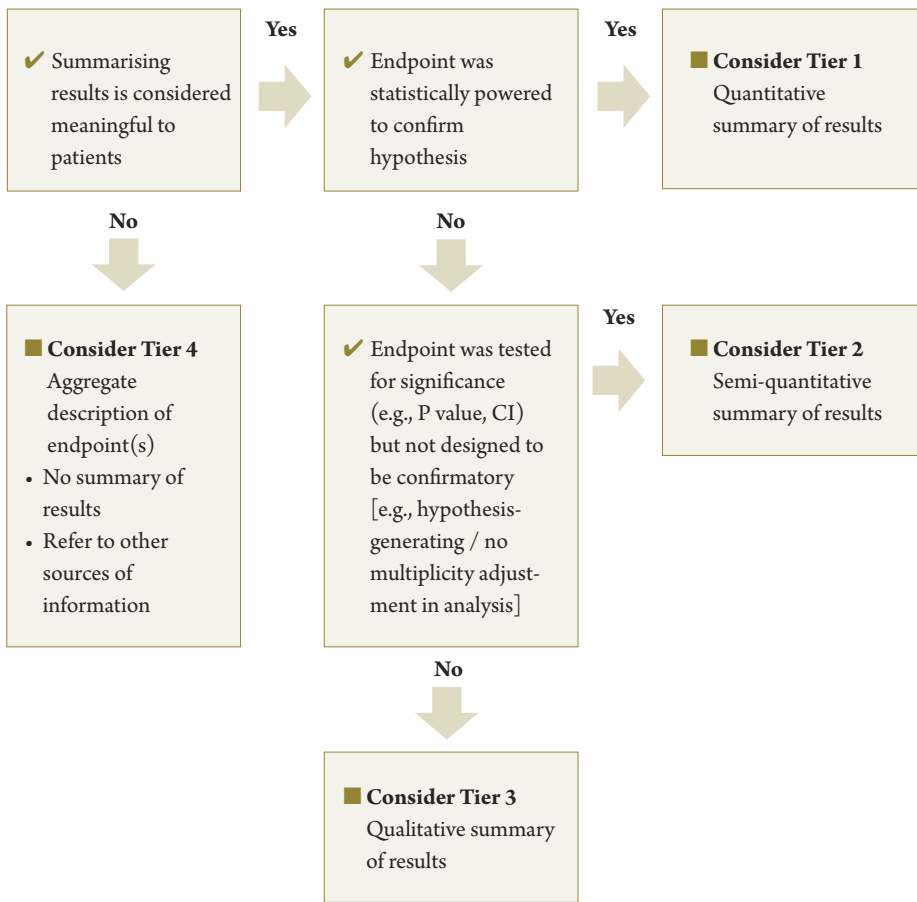 ✔ Summarising
results is considered
meaningful to
patients
Yes
✔ Endpoint was
statistically powered
to confirm
hypothesis
Yes
■ Consider Tier 1
Quantitative
summary of results
No
No
■ Consider Tier 4
Aggregate
description of
endpoint(s)
• No summary of
results
• Refer to other
sources of
information
✔ Endpoint was tested
for significance
(e.g., P value, CI)
but not designed to
be confirmatory
[e.g., hypothesis-
generating / no
multiplicity adjust-
ment in analysis]
Yes
■ Consider Tier 2
Semi-quantitative
summary of results
No
■ Consider Tier 3
Qualitative summary
of results